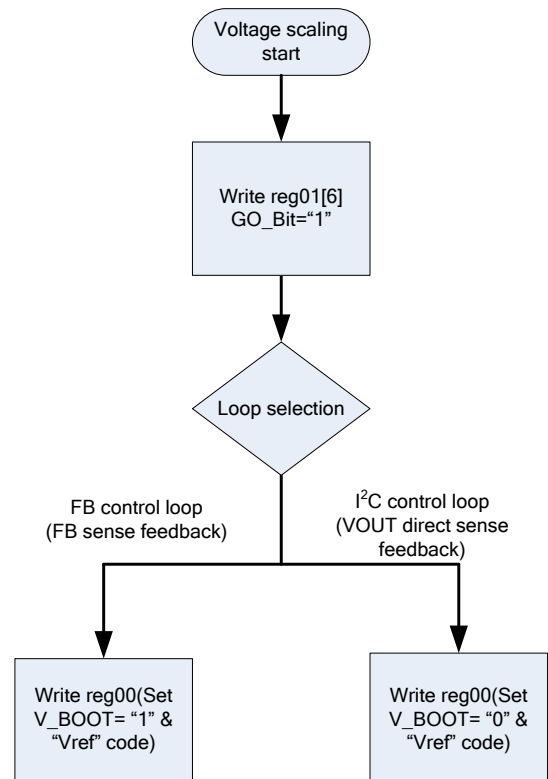 Voltage scaling
start
Write reg01[6]
GO_Bit=“1”
Loop selection
FB control loop
(FB sense feedback)
I²C control loop
(VOUT direct sense
feedback)
Write reg00(Set
V_BOOT= “1” &
“Vref” code)
Write reg00(Set
V_BOOT= “0” &
“Vref” code)